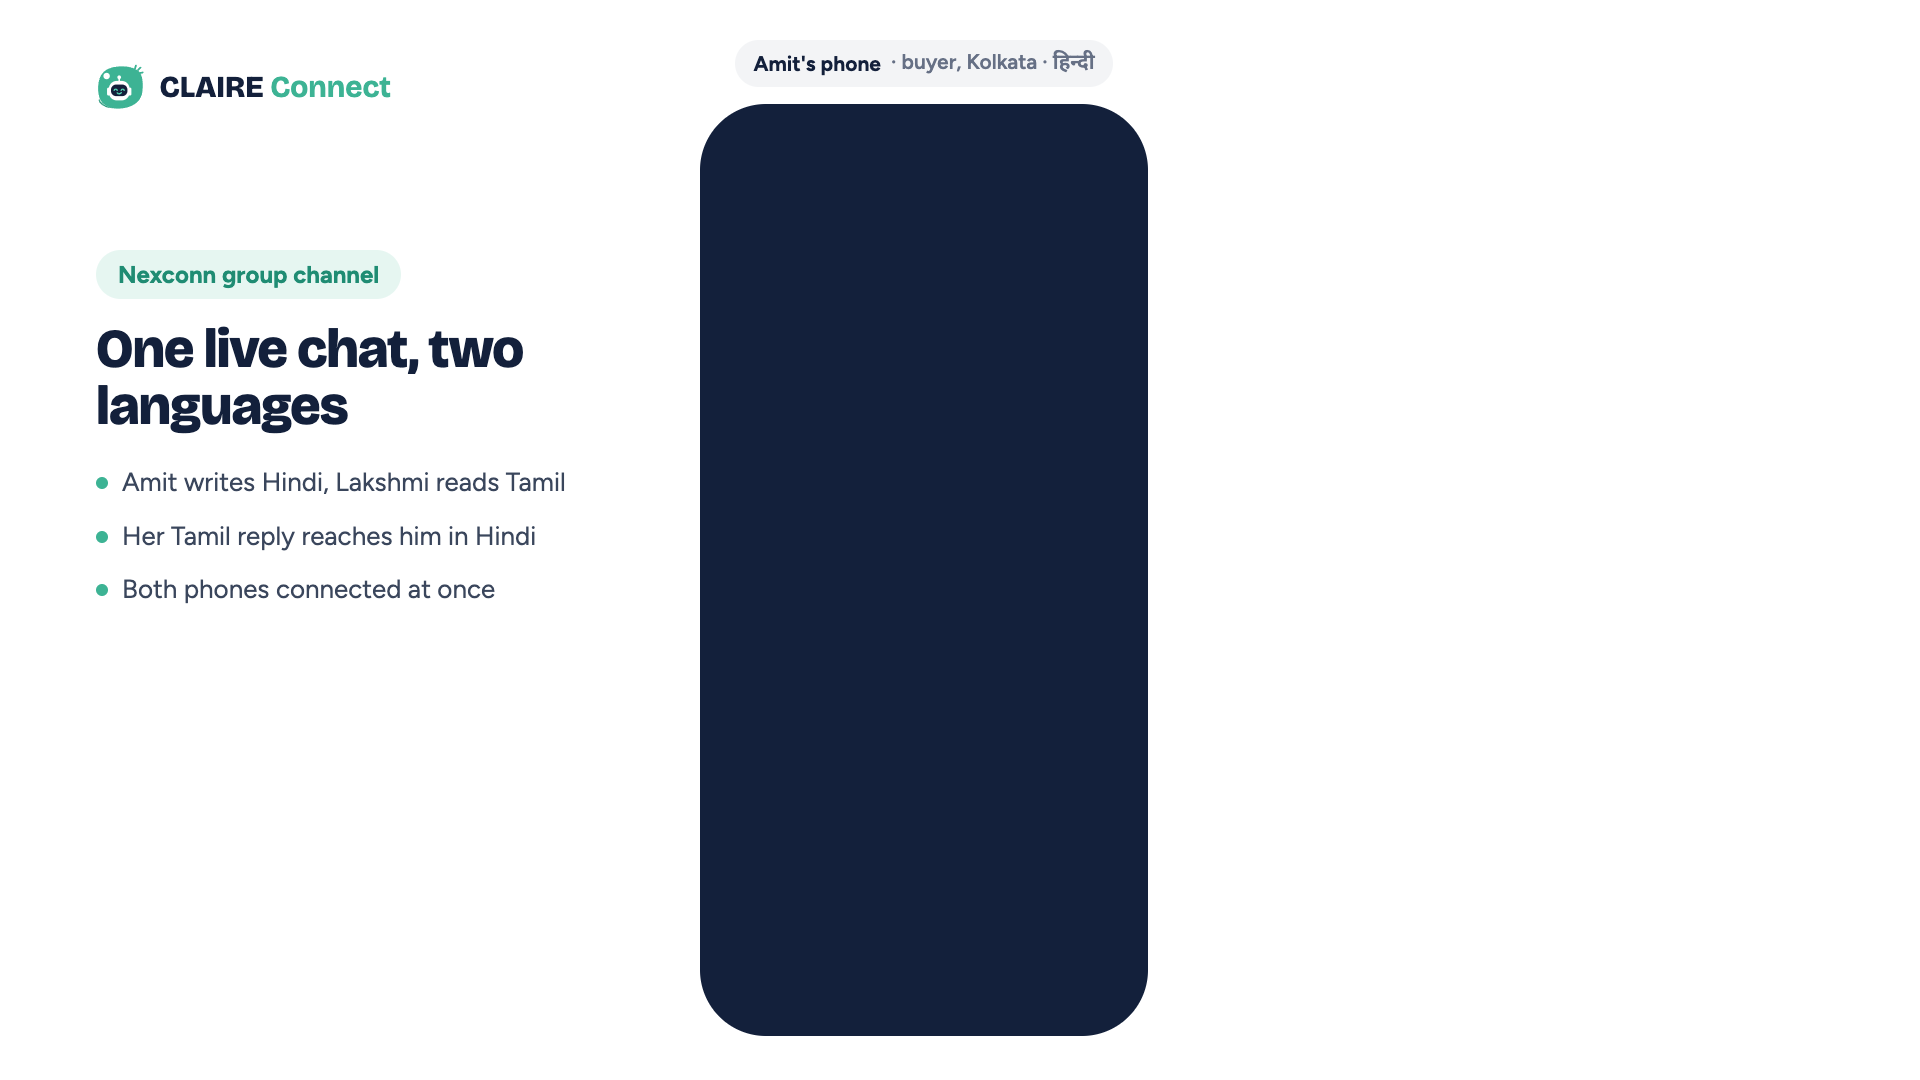 CLAIRE Connect
Amit's phone · buyer, Kolkata · हिन्दी
Nexconn group channel
One live chat, two
languages
Amit writes Hindi, Lakshmi reads Tamil
Her Tamil reply reaches him in Hindi
Both phones connected at once